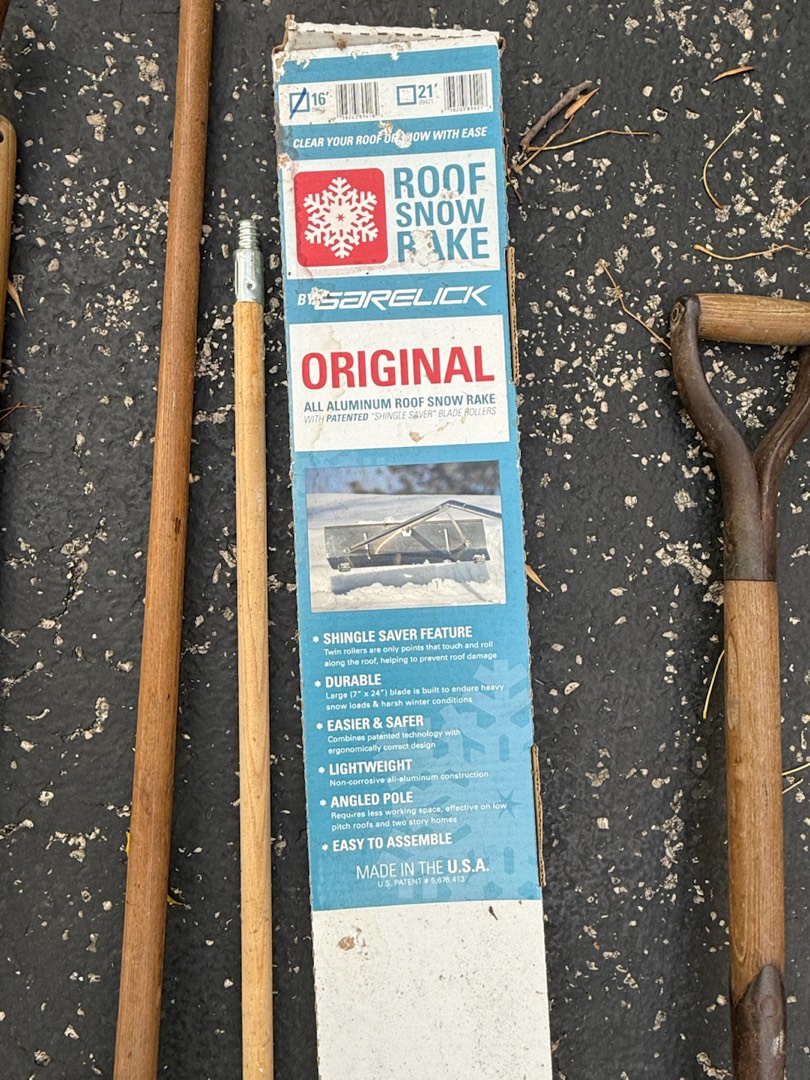 16'
21'
CLEAR YOUR ROOF OF SNOW WITH EASE
ROOF
SNOW
RAKE
BY GARELICK
ORIGINAL
ALL ALUMINUM ROOF SNOW RAKE
WITH PATENTED "SHINGLE SAVER" BLADE ROLLERS
* SHINGLE SAVER FEATURE
Twin rollers are only points that touch and roll
along the roof, helping to prevent roof damage
* DURABLE
Large (7" x 24") blade is built to endure heavy
snow loads & harsh winter conditions
* EASIER & SAFER
Combines patented technology with
ergonomically correct design
* LIGHTWEIGHT
Non-corrosive all-aluminum construction
* ANGLED POLE
Requires less working space, effective on low
pitch roofs and two story homes
* EASY TO ASSEMBLE
MADE IN THE U.S.A.
U.S. PATENT # 5,676,413